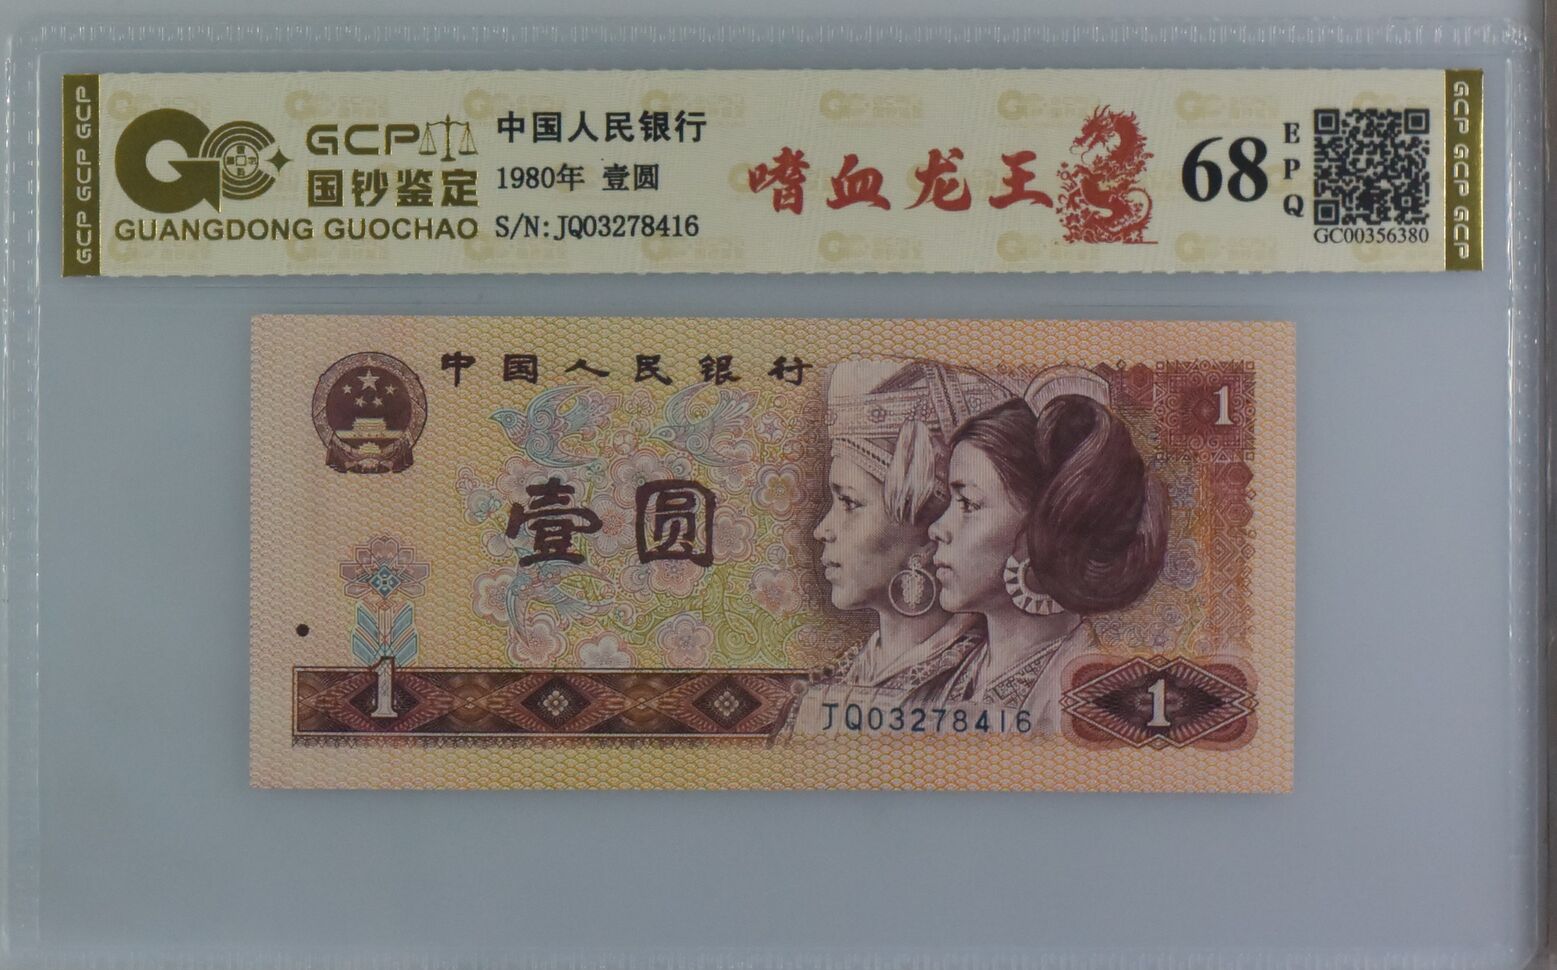 GCP GCP GCP
GCP
国钞鉴定
GUANGDONG GUOCHAO
中国人民银行
1980年 壹圆
S/N:JQ03278416
嗜血龙王
68
EPQ
GC00356380
GCP GCP GCP
中国人民银行
1
壹圆
1
JQ03278416
1